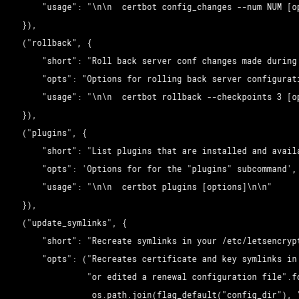 "usage": "\n\n  certbot config_changes --num NUM [op
}),
("rollback", {
"short": "Roll back server conf changes made during
"opts": "Options for rolling back server configurati
"usage": "\n\n  certbot rollback --checkpoints 3 [op
}),
("plugins", {
"short": "List plugins that are installed and availa
"opts": 'Options for for the "plugins" subcommand',
"usage": "\n\n  certbot plugins [options]\n\n"
}),
("update_symlinks", {
"short": "Recreate symlinks in your /etc/letsencrypt
"opts": ("Recreates certificate and key symlinks in
"or edited a renewal configuration file".fo
os.path.join(flag_default("config_dir"), "